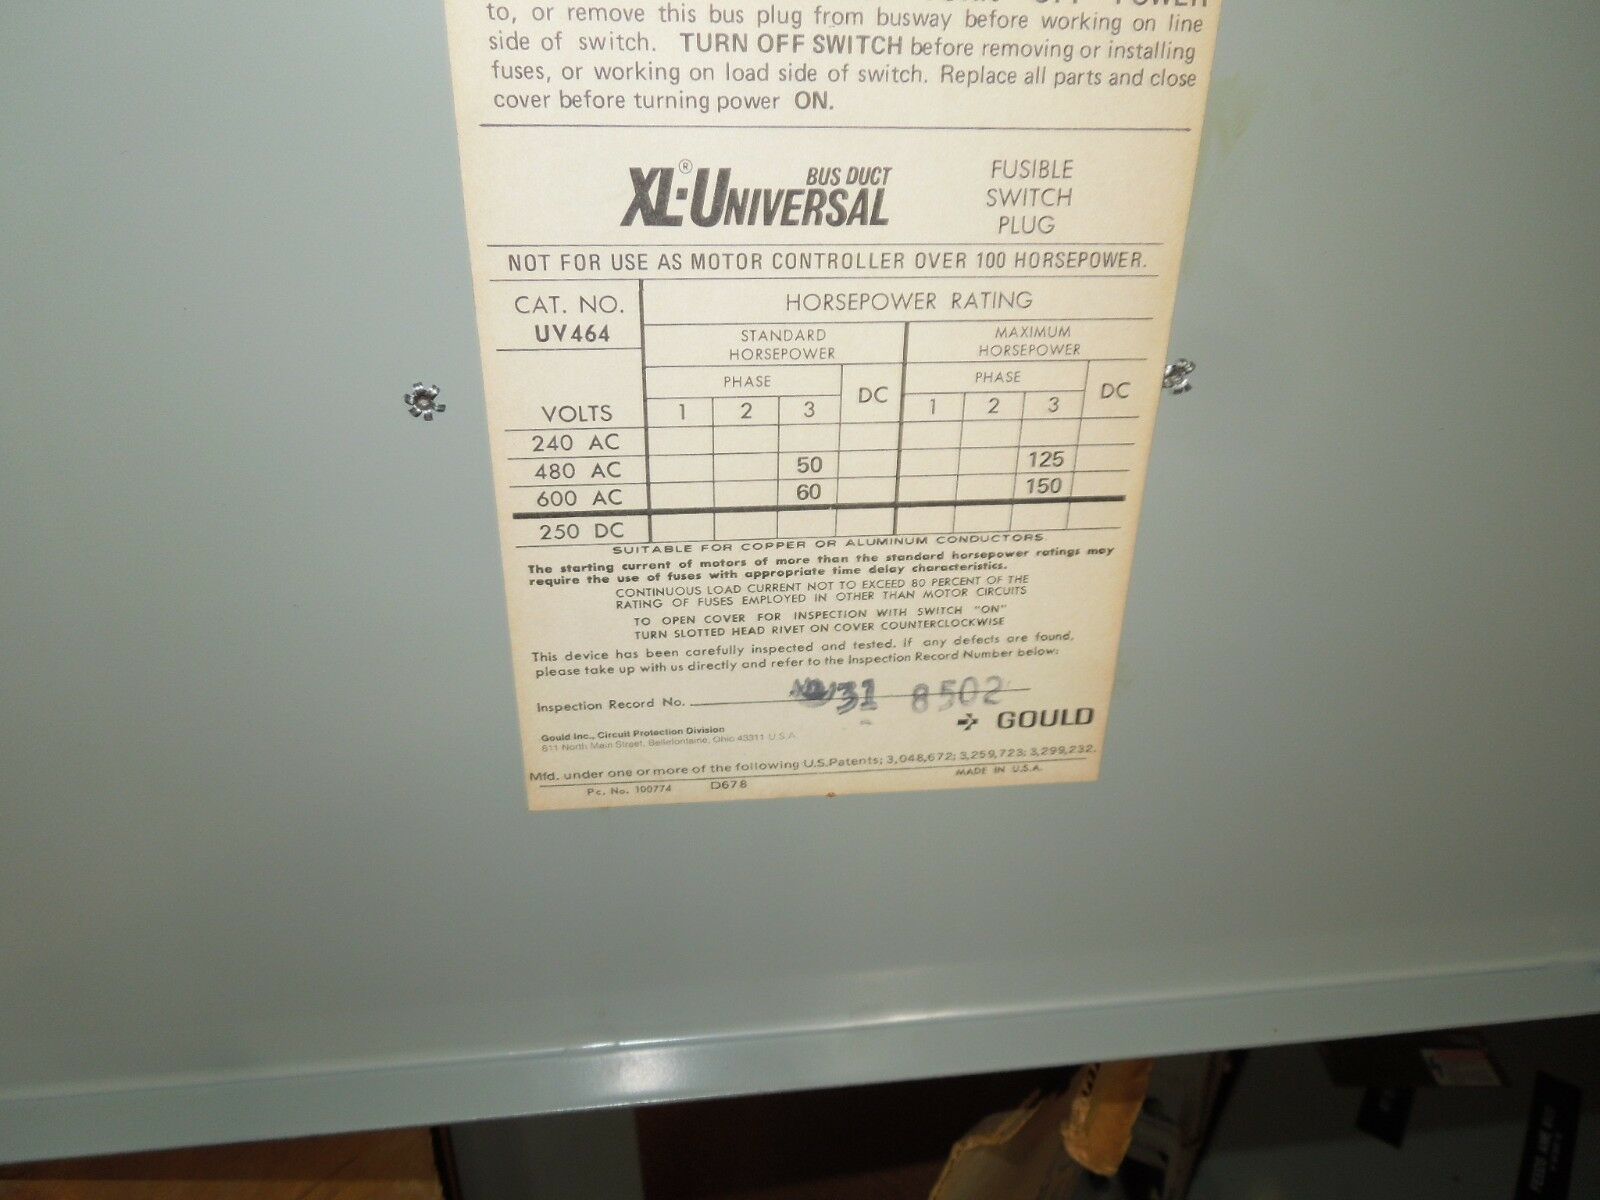 to, or remove this bus plug from busway before working on line
side of switch. TURN OFF SWITCH before removing or installing
fuses, or working on load side of switch. Replace all parts and close
cover before turning power ON.
XL-UNIVERSAL® BUS DUCT
FUSIBLE
SWITCH
PLUG
NOT FOR USE AS MOTOR CONTROLLER OVER 100 HORSEPOWER.
CAT. NO. HORSEPOWER RATING
UV464
STANDARD HORSEPOWER MAXIMUM HORSEPOWER
PHASE DC PHASE DC
VOLTS 1 2 3 1 2 3
240 AC
480 AC 50 125
600 AC 60 150
250 DC
SUITABLE FOR COPPER OR ALUMINUM CONDUCTORS.
The starting current of motors of more than the standard horsepower ratings may
require the use of fuses with appropriate time delay characteristics.
CONTINUOUS LOAD CURRENT NOT TO EXCEED 80 PERCENT OF THE
RATING OF FUSES EMPLOYED IN OTHER THAN MOTOR CIRCUITS
TO OPEN COVER FOR INSPECTION WITH SWITCH "ON"
TURN SLOTTED HEAD RIVET ON COVER COUNTERCLOCKWISE
This device has been carefully inspected and tested. If any defects are found,
please take up with us directly and refer to the Inspection Record Number below:
Inspection Record No. 31 8502
GOULD
Gould Inc., Circuit Protection Division
811 North Main Street, Bellefontaine, Ohio 43311 U.S.A.
Mfd. under one or more of the following U.S.Patents; 3,048,672; 3,259,723; 3,299,232.
Pc. No. 100774 D678 MADE IN U.S.A.